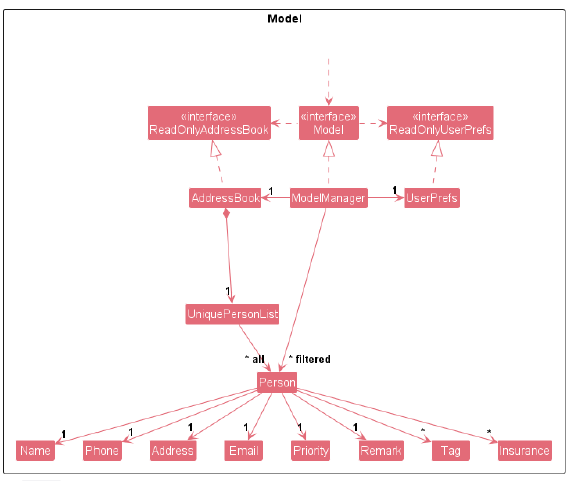 Model
«interface»
ReadOnlyAddressBook
«interface»
Model
«interface»
ReadOnlyUserPrefs
AddressBook
1
ModelManager
1
UserPrefs
1
UniquePersonList
* all
* filtered
Person
1
1
1
1
1
1
*
*
Name
Phone
Address
Email
Priority
Remark
Tag
Insurance